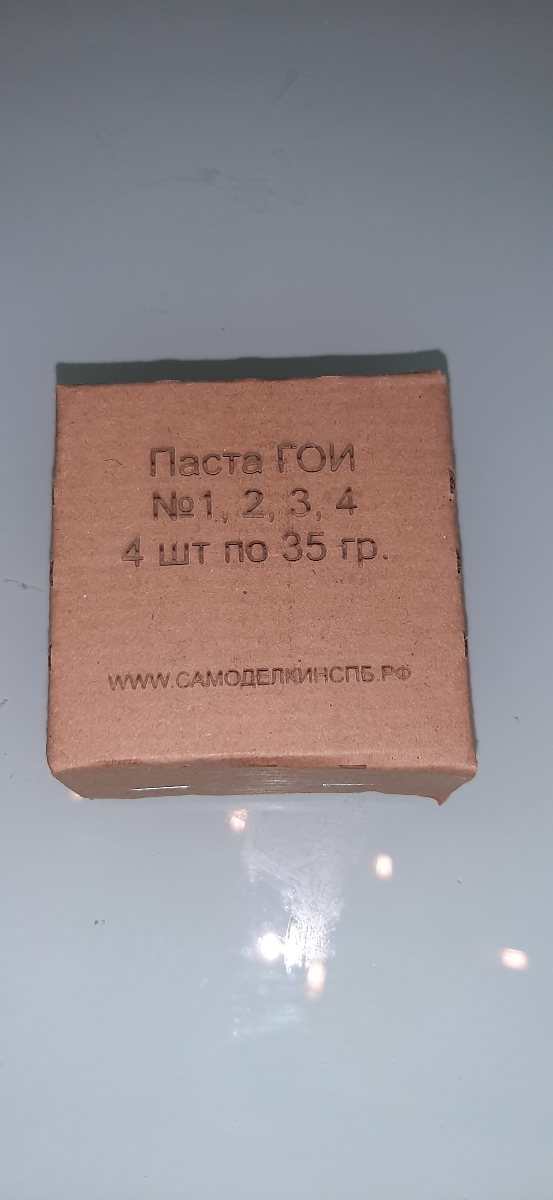 Паста ГОИ
№1, 2, 3, 4
4 шт по 35 гр.
WWW.САМОДЕЛКИНСПБ.РФ